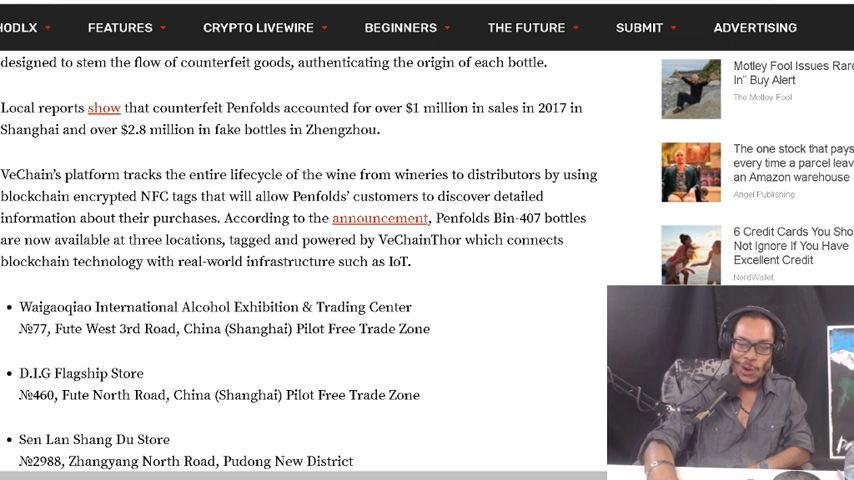 HODLX FEATURES CRYPTO LIVEWIRE BEGINNERS THE FUTURE SUBMIT ADVERTISING
designed to stem the flow of counterfeit goods, authenticating the origin of each bottle.
Local reports show that counterfeit Penfolds accounted for over $1 million in sales in 2017 in
Shanghai and over $2.8 million in fake bottles in Zhengzou.
VeChain's platform tracks the entire lifecycle of the wine from wineries to distributors by using
blockchain encrypted NFC tags that will allow Penfolds' customers to discover detailed
information about their purchases. According to the announcement, Penfolds Bin-407 bottles
are now available at three locations, tagged and powered by VeChainThor which connects
blockchain technology with real-world infrastructure such as IoT.
• Waigaoqiao International Alcohol Exhibition & Trading Center
№77, Fute West 3rd Road, China (Shanghai) Pilot Free Trade Zone
• D.I.G Flagship Store
№460, Fute North Road, China (Shanghai) Pilot Free Trade Zone
• Sen Lan Shang Du Store
№2988, Zhangyang North Road, Pudong New District
Motley Fool Issues Rare
In" Buy Alert
The Motley Fool
The one stock that pays
every time a parcel leav
an Amazon warehouse
Angel Publishing
6 Credit Cards You Sho
Not Ignore If You Have
Excellent Credit
NerdWallet